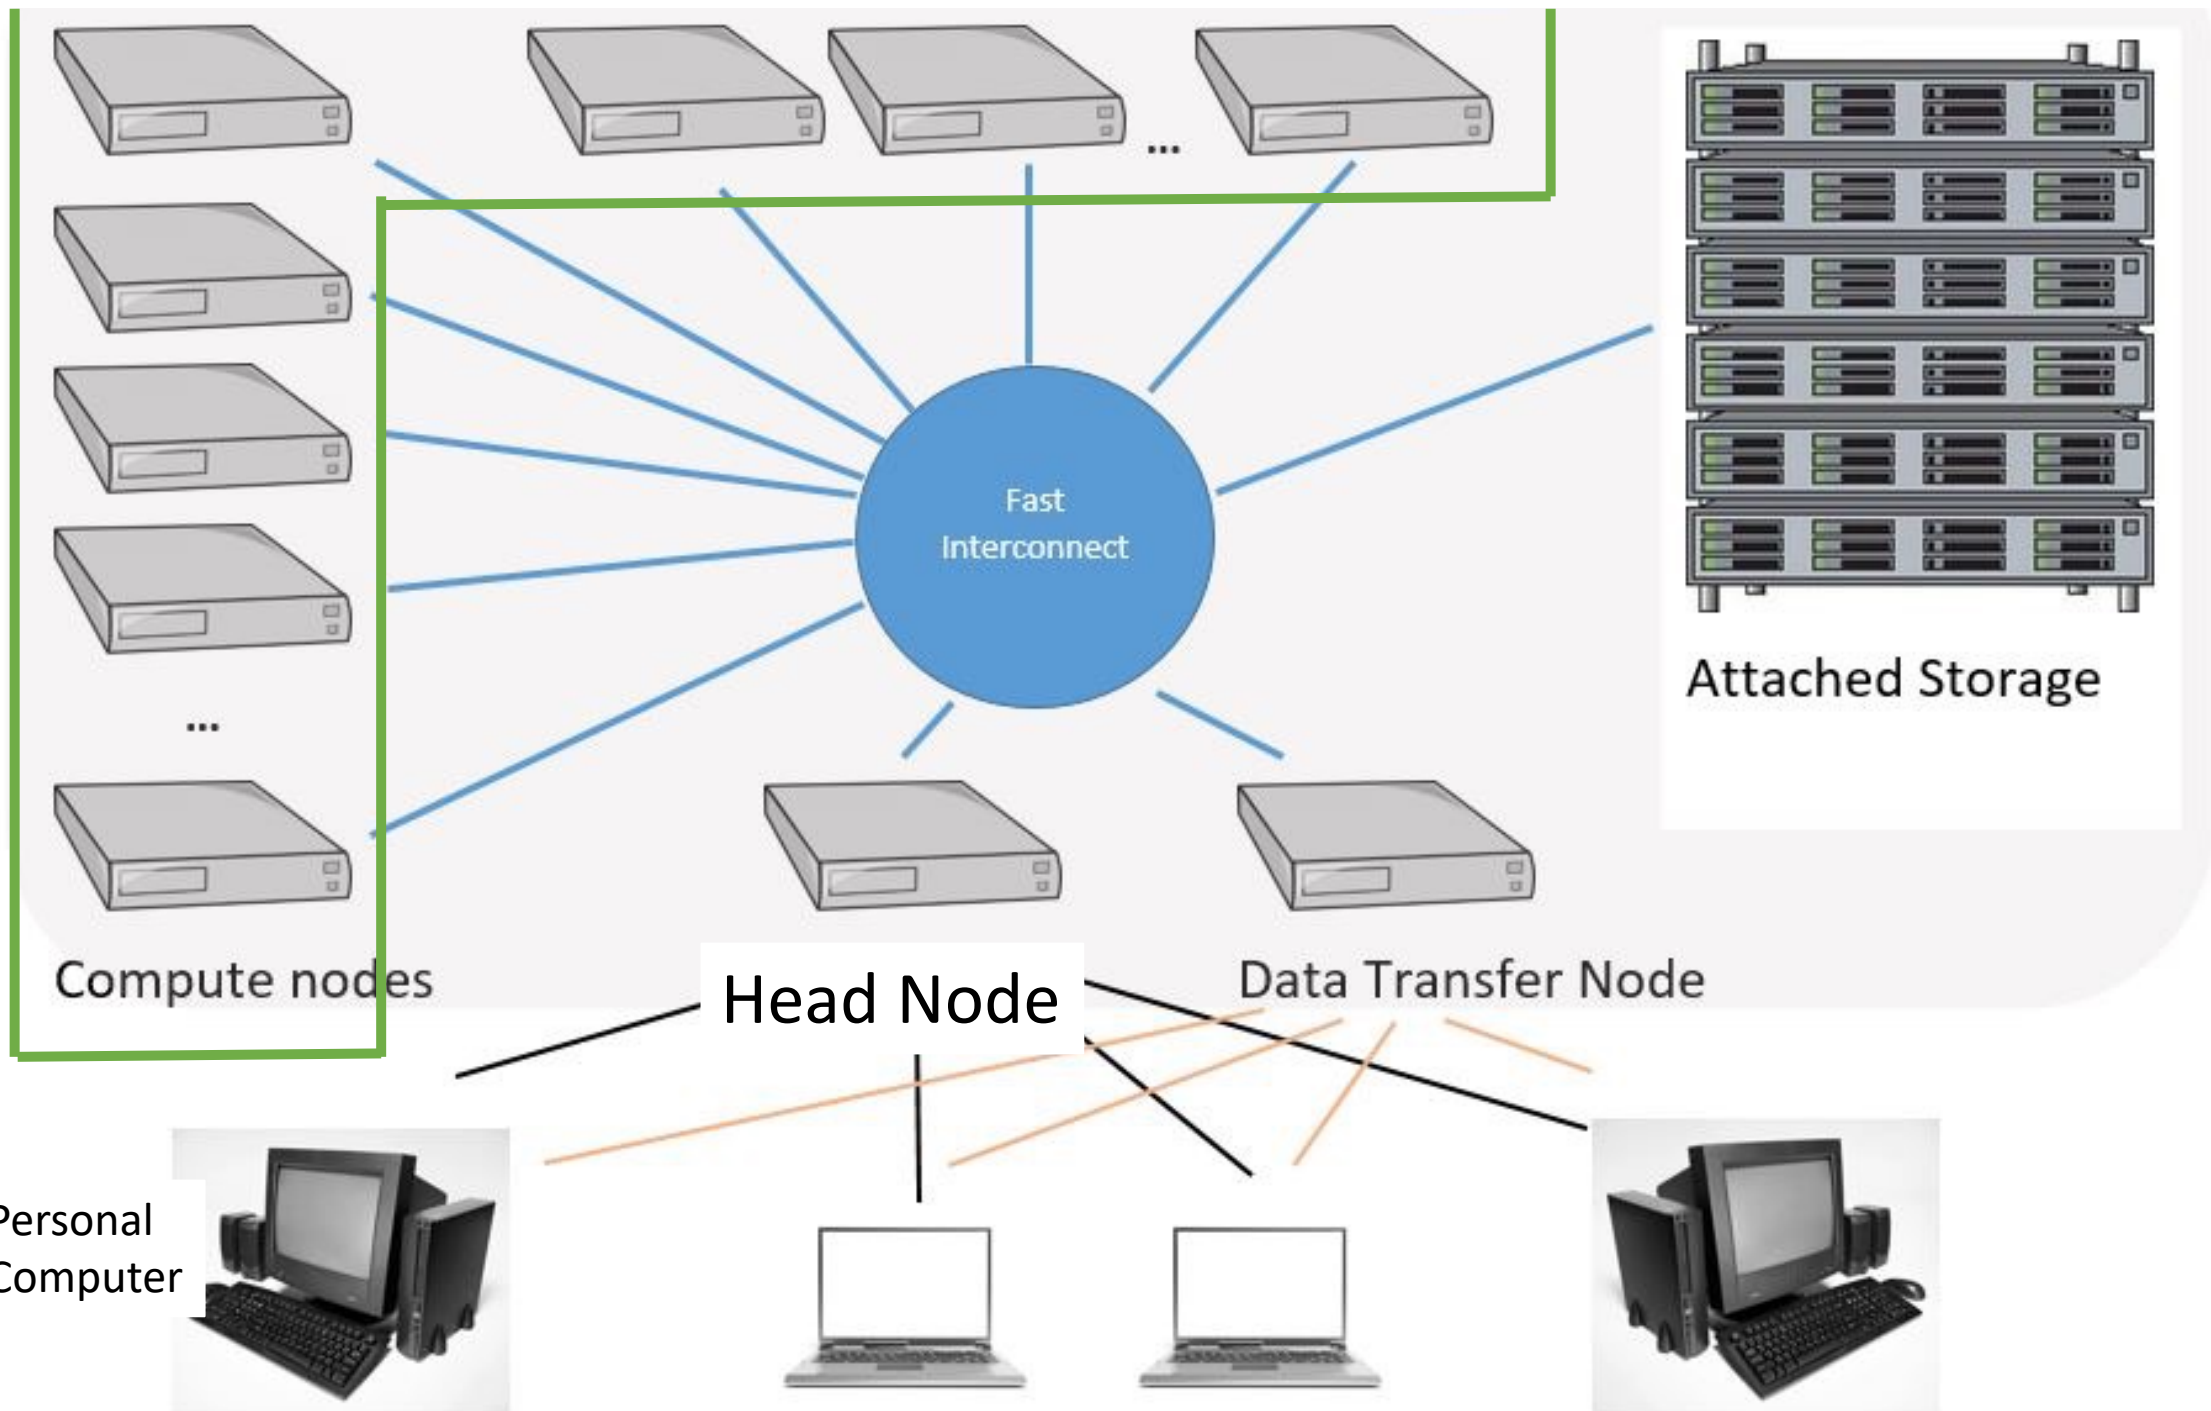 ...
Fast
Interconnect
Attached Storage
...
Compute nodes
Head Node
Data Transfer Node
Personal
Computer